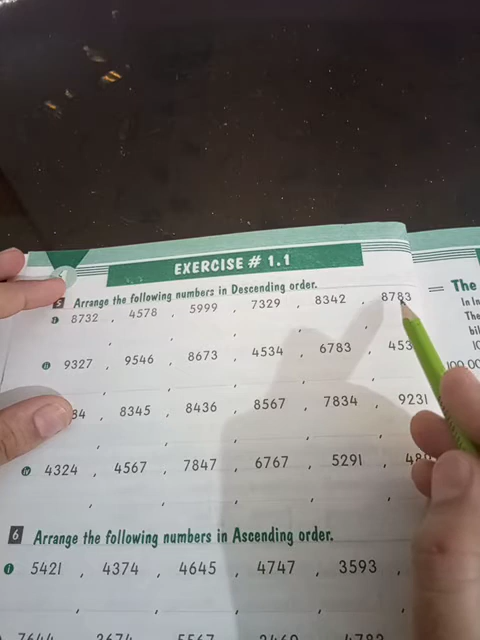 EXERCISE # 1.1
5 Arrange the following numbers in Descending order.
i 8732 , 4578 , 5999 , 7329 , 8342 , 8783
ii 9327 , 9546 , 8673 , 4534 , 6783 ,
8345 , 8436 , 8567 , 7834 , 9231
iv 4324 , 4567 , 7847 , 6767 , 5291 ,
6 Arrange the following numbers in Ascending order.
i 5421 , 4374 , 4645 , 4747 , 3593 ,
The
In